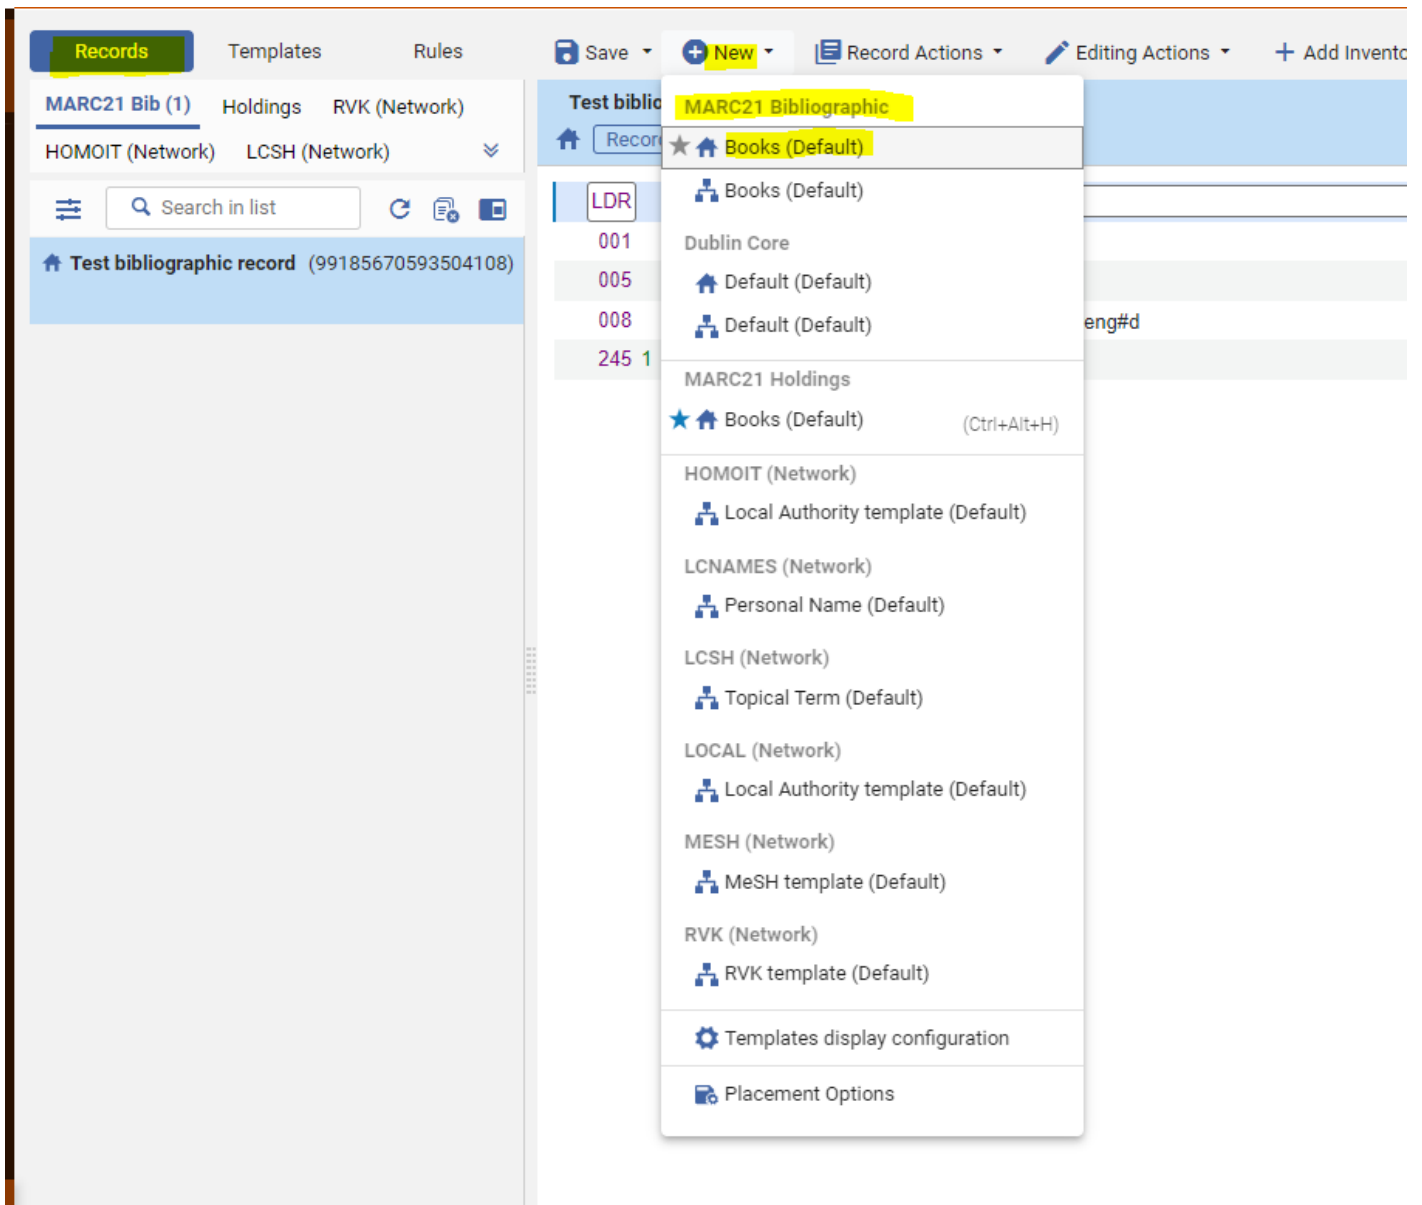 Records Templates Rules Save New Record Actions Editing Actions Add Invento
MARC21 Bib (1) Holdings RVK (Network)
HOMOIT (Network) LCSH (Network)
Search in list
Test bibliographic record (99185670593504108)
Test biblio
Recor
LDR
001
005
008 eng#d
245 1
MARC21 Bibliographic
Books (Default)
Books (Default)
Dublin Core
Default (Default)
Default (Default)
MARC21 Holdings
Books (Default) (Ctrl+Alt+H)
HOMOIT (Network)
Local Authority template (Default)
LCNAMES (Network)
Personal Name (Default)
LCSH (Network)
Topical Term (Default)
LOCAL (Network)
Local Authority template (Default)
MESH (Network)
MeSH template (Default)
RVK (Network)
RVK template (Default)
Templates display configuration
Placement Options